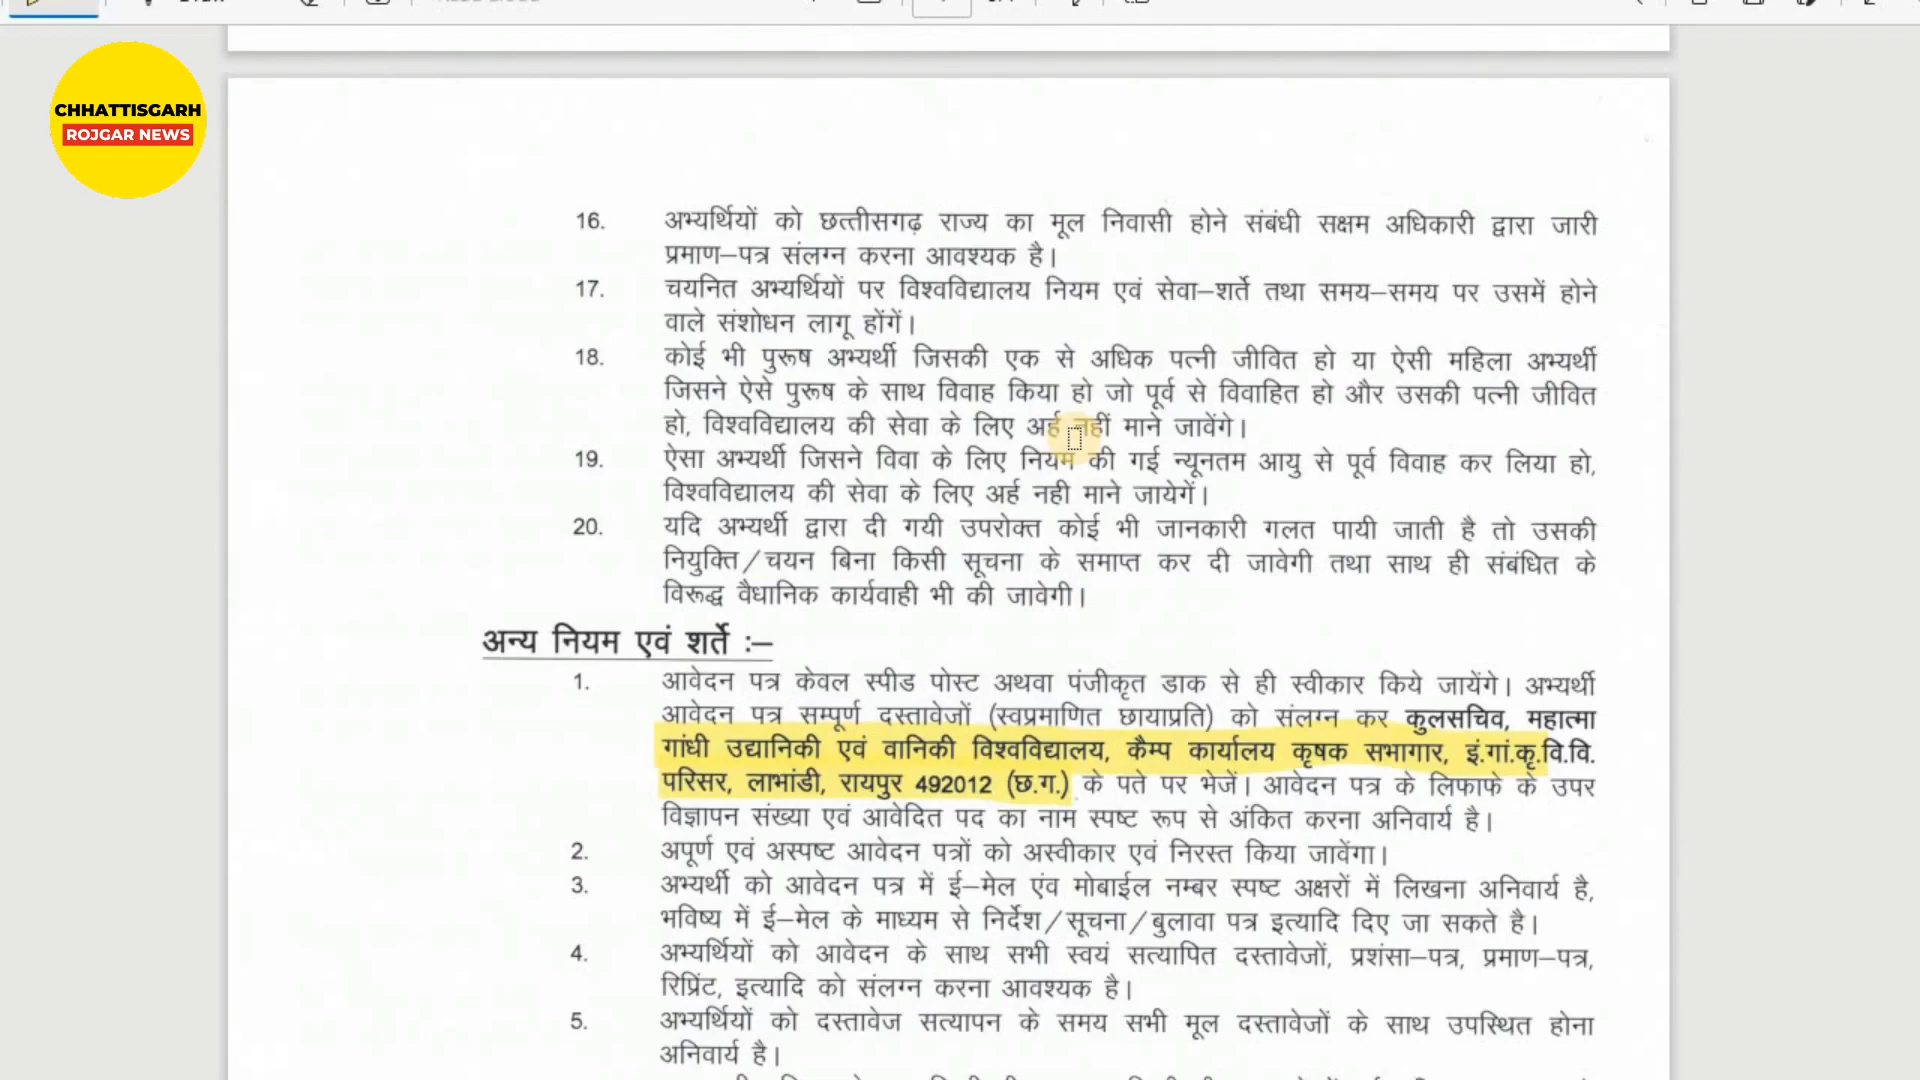 CHHATTISGARH
ROJGAR NEWS
16. अभ्यर्थियों को छत्तीसगढ़ राज्य का मूल निवासी होने संबंधी सक्षम अधिकारी द्वारा जारी
प्रमाण–पत्र संलग्न करना आवश्यक है।
17. चयनित अभ्यर्थियों पर विश्वविद्यालय नियम एवं सेवा–शर्ते तथा समय–समय पर उसमें होने
वाले संशोधन लागू होंगें।
18. कोई भी पुरूष अभ्यर्थी जिसकी एक से अधिक पत्नी जीवित हो या ऐसी महिला अभ्यर्थी
जिसने ऐसे पुरूष के साथ विवाह किया हो जो पूर्व से विवाहित हो और उसकी पत्नी जीवित
हो, विश्वविद्यालय की सेवा के लिए अर्ह नहीं माने जावेंगे।
19. ऐसा अभ्यर्थी जिसने विवा के लिए नियम की गई न्यूनतम आयु से पूर्व विवाह कर लिया हो,
विश्वविद्यालय की सेवा के लिए अर्ह नही माने जायेगें।
20. यदि अभ्यर्थी द्वारा दी गयी उपरोक्त कोई भी जानकारी गलत पायी जाती है तो उसकी
नियुक्ति/चयन बिना किसी सूचना के समाप्त कर दी जावेगी तथा साथ ही संबंधित के
विरूद्ध वैधानिक कार्यवाही भी की जावेगी।
अन्य नियम एवं शर्ते :–
1. आवेदन पत्र केवल स्पीड पोस्ट अथवा पंजीकृत डाक से ही स्वीकार किये जायेंगे। अभ्यर्थी
आवेदन पत्र सम्पूर्ण दस्तावेजों (स्वप्रमाणित छायाप्रति) को संलग्न कर कुलसचिव, महात्मा
गांधी उद्यानिकी एवं वानिकी विश्वविद्यालय, कैम्प कार्यालय कृषक सभागार, इं.गां.कृ.वि.वि.
परिसर, लाभांडी, रायपुर 492012 (छ.ग.) के पते पर भेजें। आवेदन पत्र के लिफाफे के उपर
विज्ञापन संख्या एवं आवेदित पद का नाम स्पष्ट रूप से अंकित करना अनिवार्य है।
2. अपूर्ण एवं अस्पष्ट आवेदन पत्रों को अस्वीकार एवं निरस्त किया जावेंगा।
3. अभ्यर्थी को आवेदन पत्र में ई–मेल एंव मोबाईल नम्बर स्पष्ट अक्षरों में लिखना अनिवार्य है,
भविष्य में ई–मेल के माध्यम से निर्देश/सूचना/बुलावा पत्र इत्यादि दिए जा सकते है।
4. अभ्यर्थियों को आवेदन के साथ सभी स्वयं सत्यापित दस्तावेजों, प्रशंसा–पत्र, प्रमाण–पत्र,
रिप्रिंट, इत्यादि को संलग्न करना आवश्यक है।
5. अभ्यर्थियों को दस्तावेज सत्यापन के समय सभी मूल दस्तावेजों के साथ उपस्थित होना
अनिवार्य है।